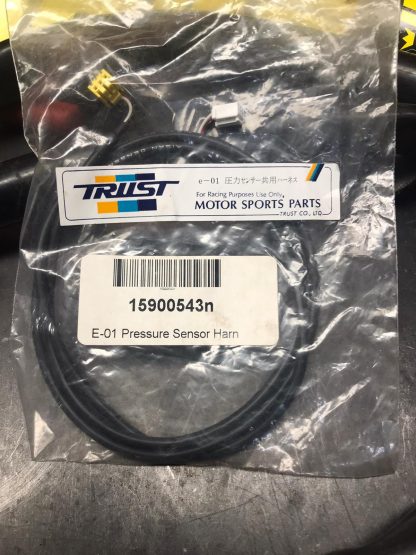 TRUST
e-01 圧力センサー共用ハーネス
For Racing Purposes Use Only
MOTOR SPORTS PARTS
TRUST CO., LTD.
15900543n
E-01 Pressure Sensor Harn